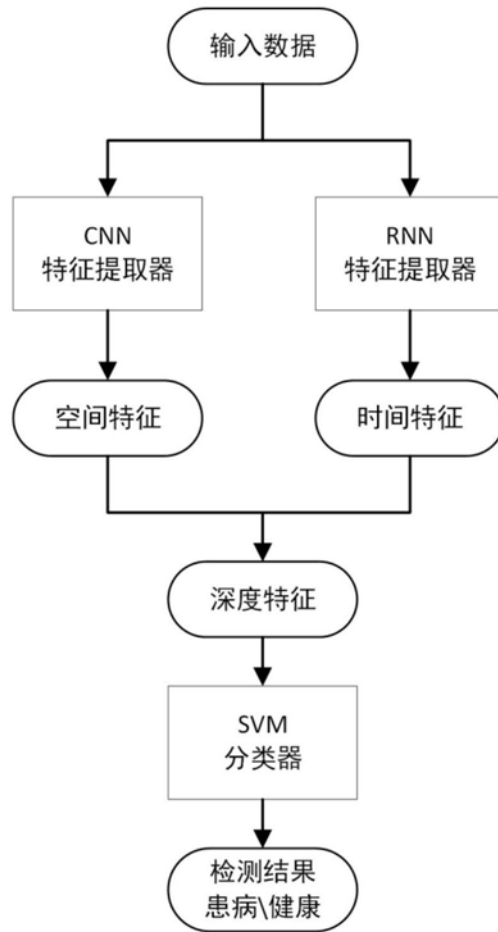 输入数据
CNN
特征提取器
RNN
特征提取器
空间特征
时间特征
深度特征
SVM
分类器
检测结果
患病\健康